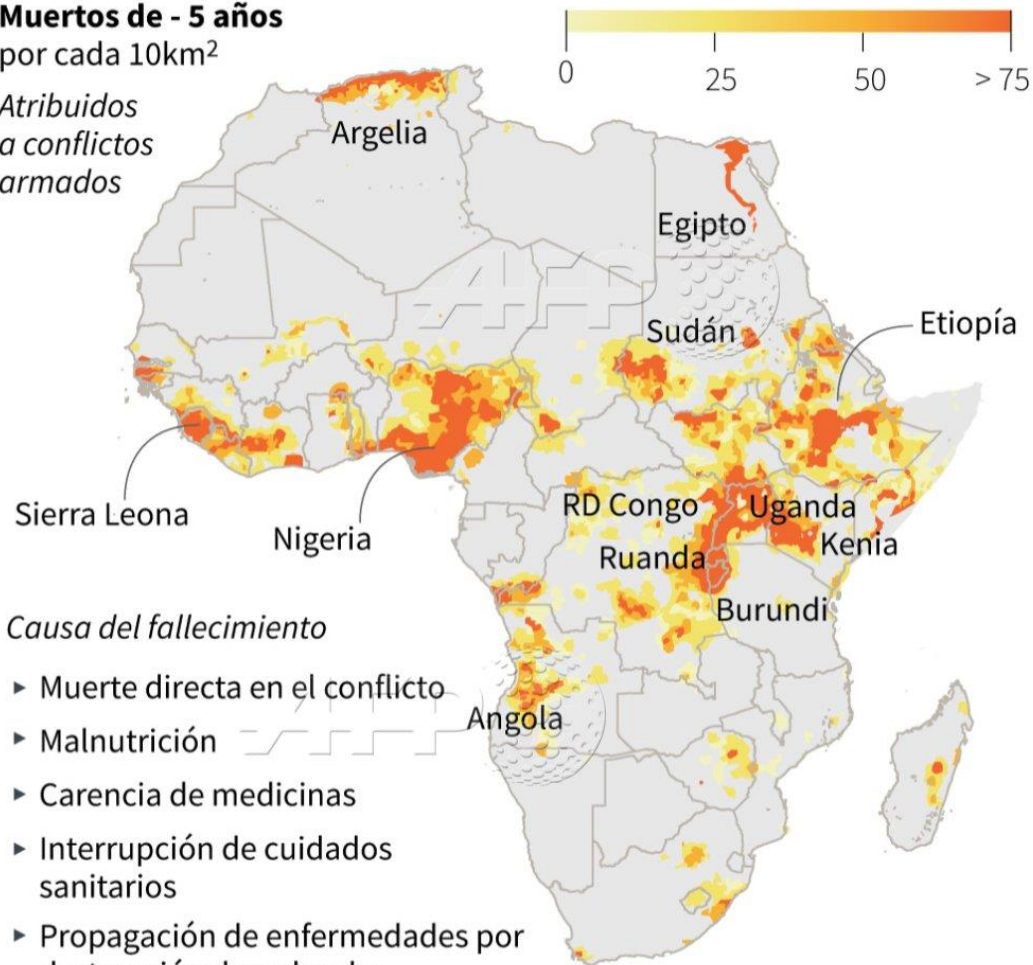 Muertos de - 5 años
por cada 10km²
Atribuidos
a conflictos
armados
0 25 50 > 75
Argelia
Egipto
AFP
Sudán
Etiopía
Sierra Leona
Nigeria
RD Congo
Uganda
Kenia
Ruanda
Burundi
Angola
Causa del fallecimiento
▸ Muerte directa en el conflicto
▸ Malnutrición
AFP
▸ Carencia de medicinas
▸ Interrupción de cuidados
sanitarios
▸ Propagación de enfermedades por